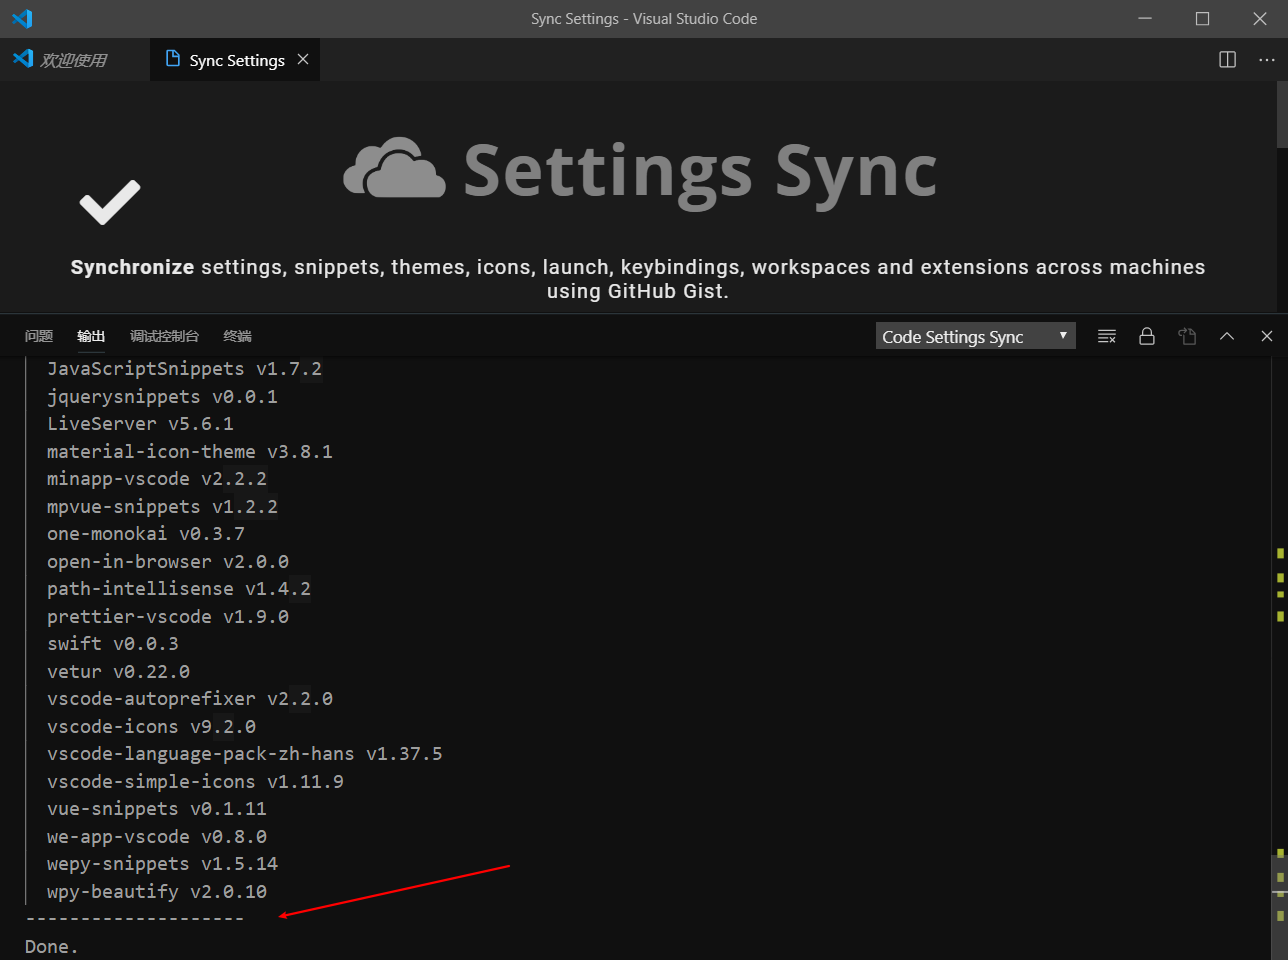 Sync Settings - Visual Studio Code
欢迎使用
Sync Settings
Settings Sync
Synchronize settings, snippets, themes, icons, launch, keybindings, workspaces and extensions across machines
using GitHub Gist.
问题 输出 调试控制台 终端
Code Settings Sync
JavaScriptSnippets v1.7.2
jquerysnippets v0.0.1
LiveServer v5.6.1
material-icon-theme v3.8.1
minapp-vscode v2.2.2
mpvue-snippets v1.2.2
one-monokai v0.3.7
open-in-browser v2.0.0
path-intellisense v1.4.2
prettier-vscode v1.9.0
swift v0.0.3
vetur v0.22.0
vscode-autoprefixer v2.2.0
vscode-icons v9.2.0
vscode-language-pack-zh-hans v1.37.5
vscode-simple-icons v1.11.9
vue-snippets v0.1.11
we-app-vscode v0.8.0
wepy-snippets v1.5.14
wpy-beautify v2.0.10
--------------------
Done.